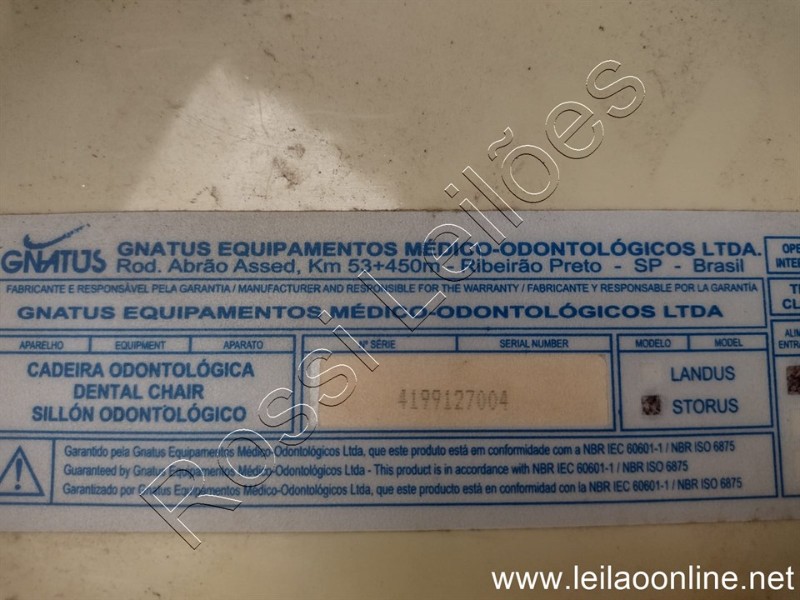 GNATUS
GNATUS EQUIPAMENTOS MÉDICO-ODONTOLÓGICOS LTDA.
Rod. Abrão Assed, Km 53+450m - Ribeirão Preto - SP - Brasil
FABRICANTE E RESPONSÁVEL PELA GARANTIA / MANUFACTURER AND RESPONSIBLE FOR THE WARRANTY / FABRICANTE Y RESPONSABLE POR LA GARANTÍA
GNATUS EQUIPAMENTOS MÉDICO-ODONTOLÓGICOS LTDA
APARELHO EQUIPMENT APARATO
CADEIRA ODONTOLÓGICA
DENTAL CHAIR
SILLÓN ODONTOLÓGICO
Nº SÉRIE SERIAL NUMBER
4199127004
MODELO MODEL
LANDUS
STORUS
Garantido pela Gnatus Equipamentos Médico-Odontológicos Ltda, que este produto está em conformidade com a NBR IEC 60601-1 / NBR ISO 6875
Guaranteed by Gnatus Equipamentos Médico-Odontológicos Ltda - This product is in accordance with NBR IEC 60601-1 / NBR ISO 6875
Garantizado por Gnatus Equipamentos Médico-Odontológicos Ltda, que este producto está en conformidad con la NBR IEC 60601-1 / NBR ISO 6875
Rossi Leilões
www.leilaoonline.net